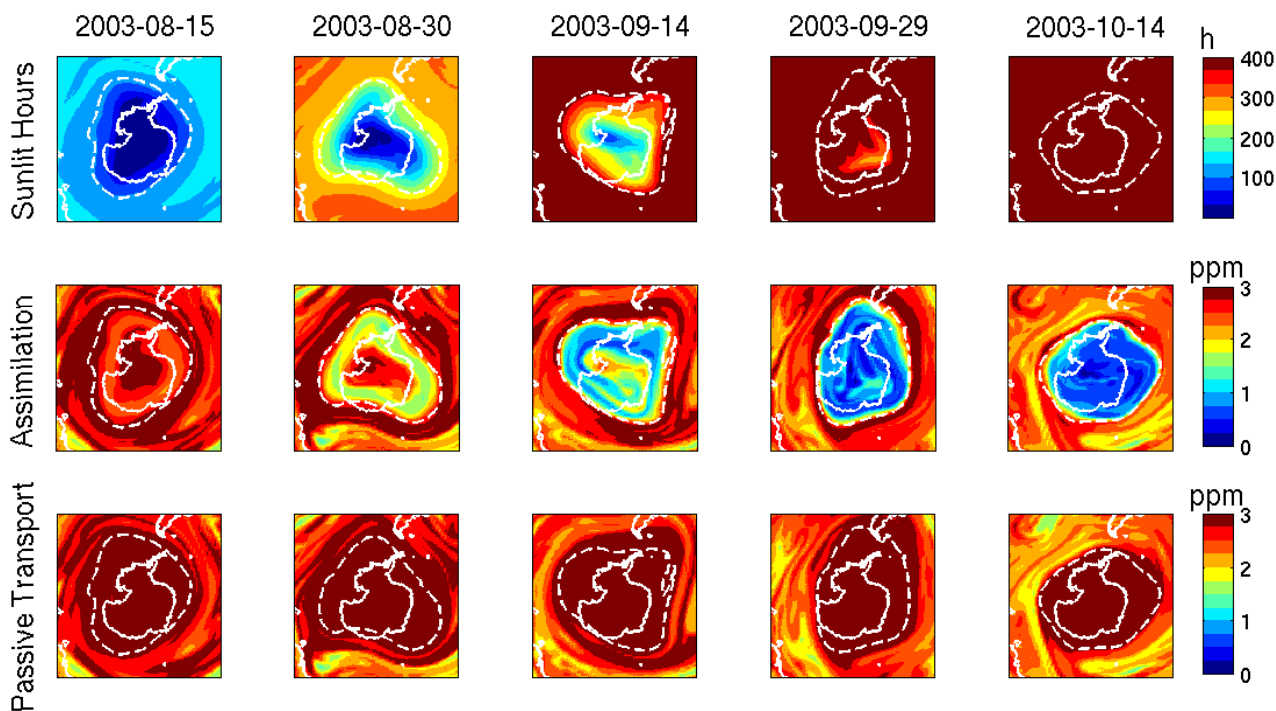 2003-08-15 2003-08-30 2003-09-14 2003-09-29 2003-10-14
Sunlit Hours
h
400
300
200
100
Assimilation
ppm
3
2
1
0
Passive Transport
ppm
3
2
1
0